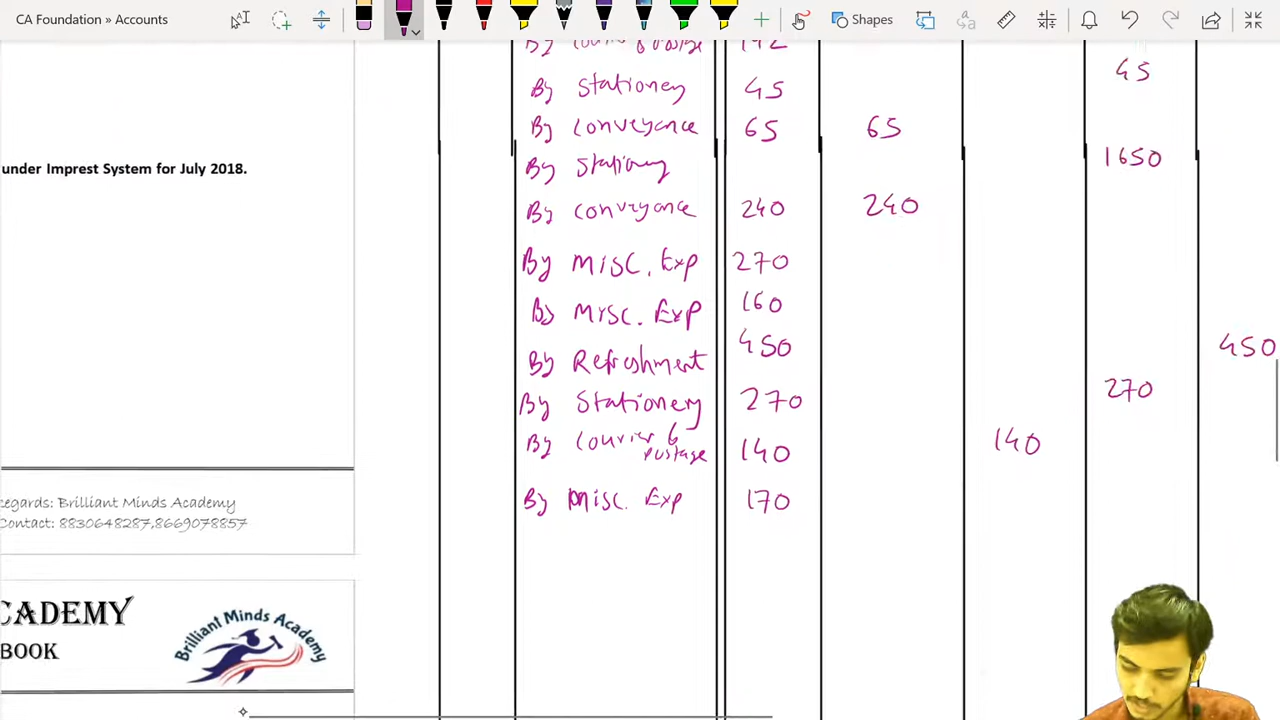 CA Foundation » Accounts
Shapes
142
45
By Stationery 45
By Conveyance 65 65
By Stationery 1650
By Conveyance 240 240
By Misc. Exp 270
By Misc. Exp 160
By Refreshment 450 450
By Stationery 270 270
By Courier & Postage 140 140
By Misc. Exp 170
under Imprest System for July 2018.
egards: Brilliant Minds Academy
Contact: 8830648287,8669078857
CADEMY
BOOK
Brilliant Minds Academy